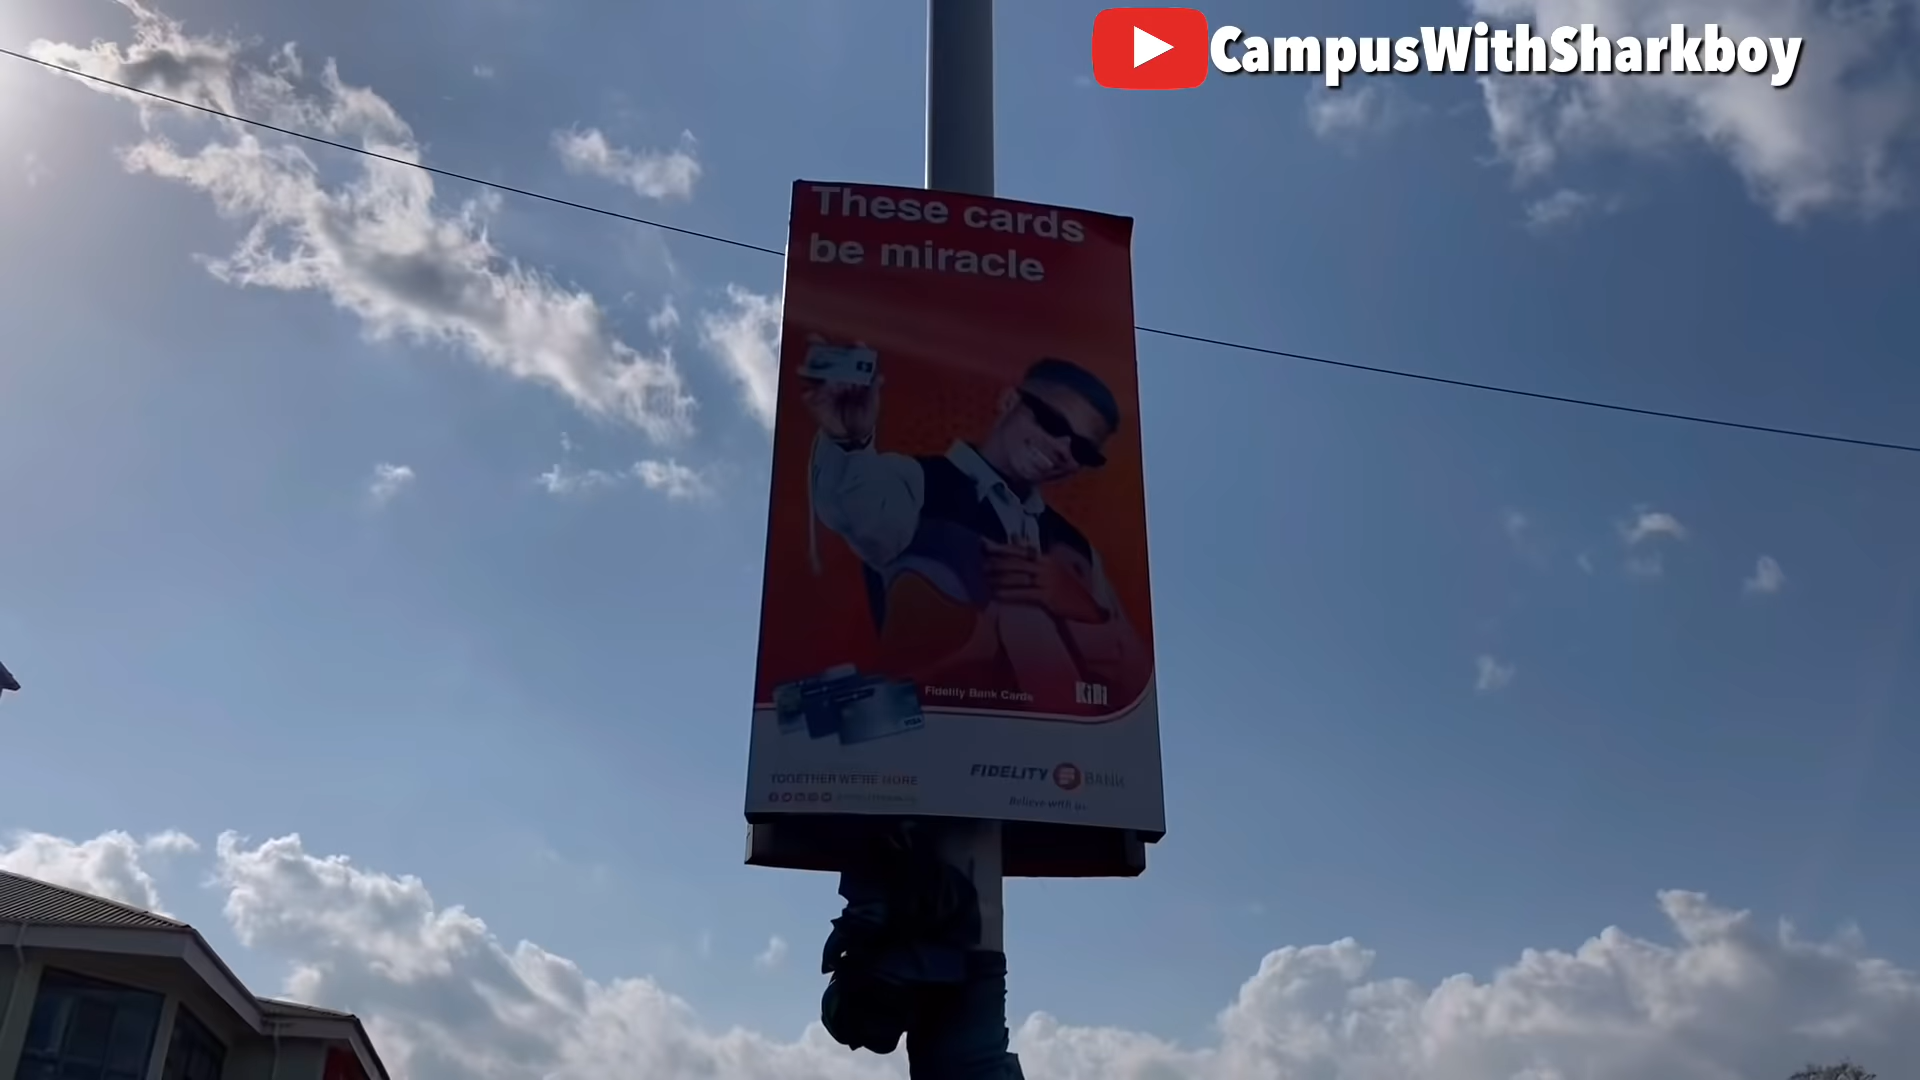 CampusWithSharkboy
These cards
be miracle
Fidelity Bank Cards
KiDi
VISA
TOGETHER WE'RE MORE
FIDELITY BANK
Believe with us